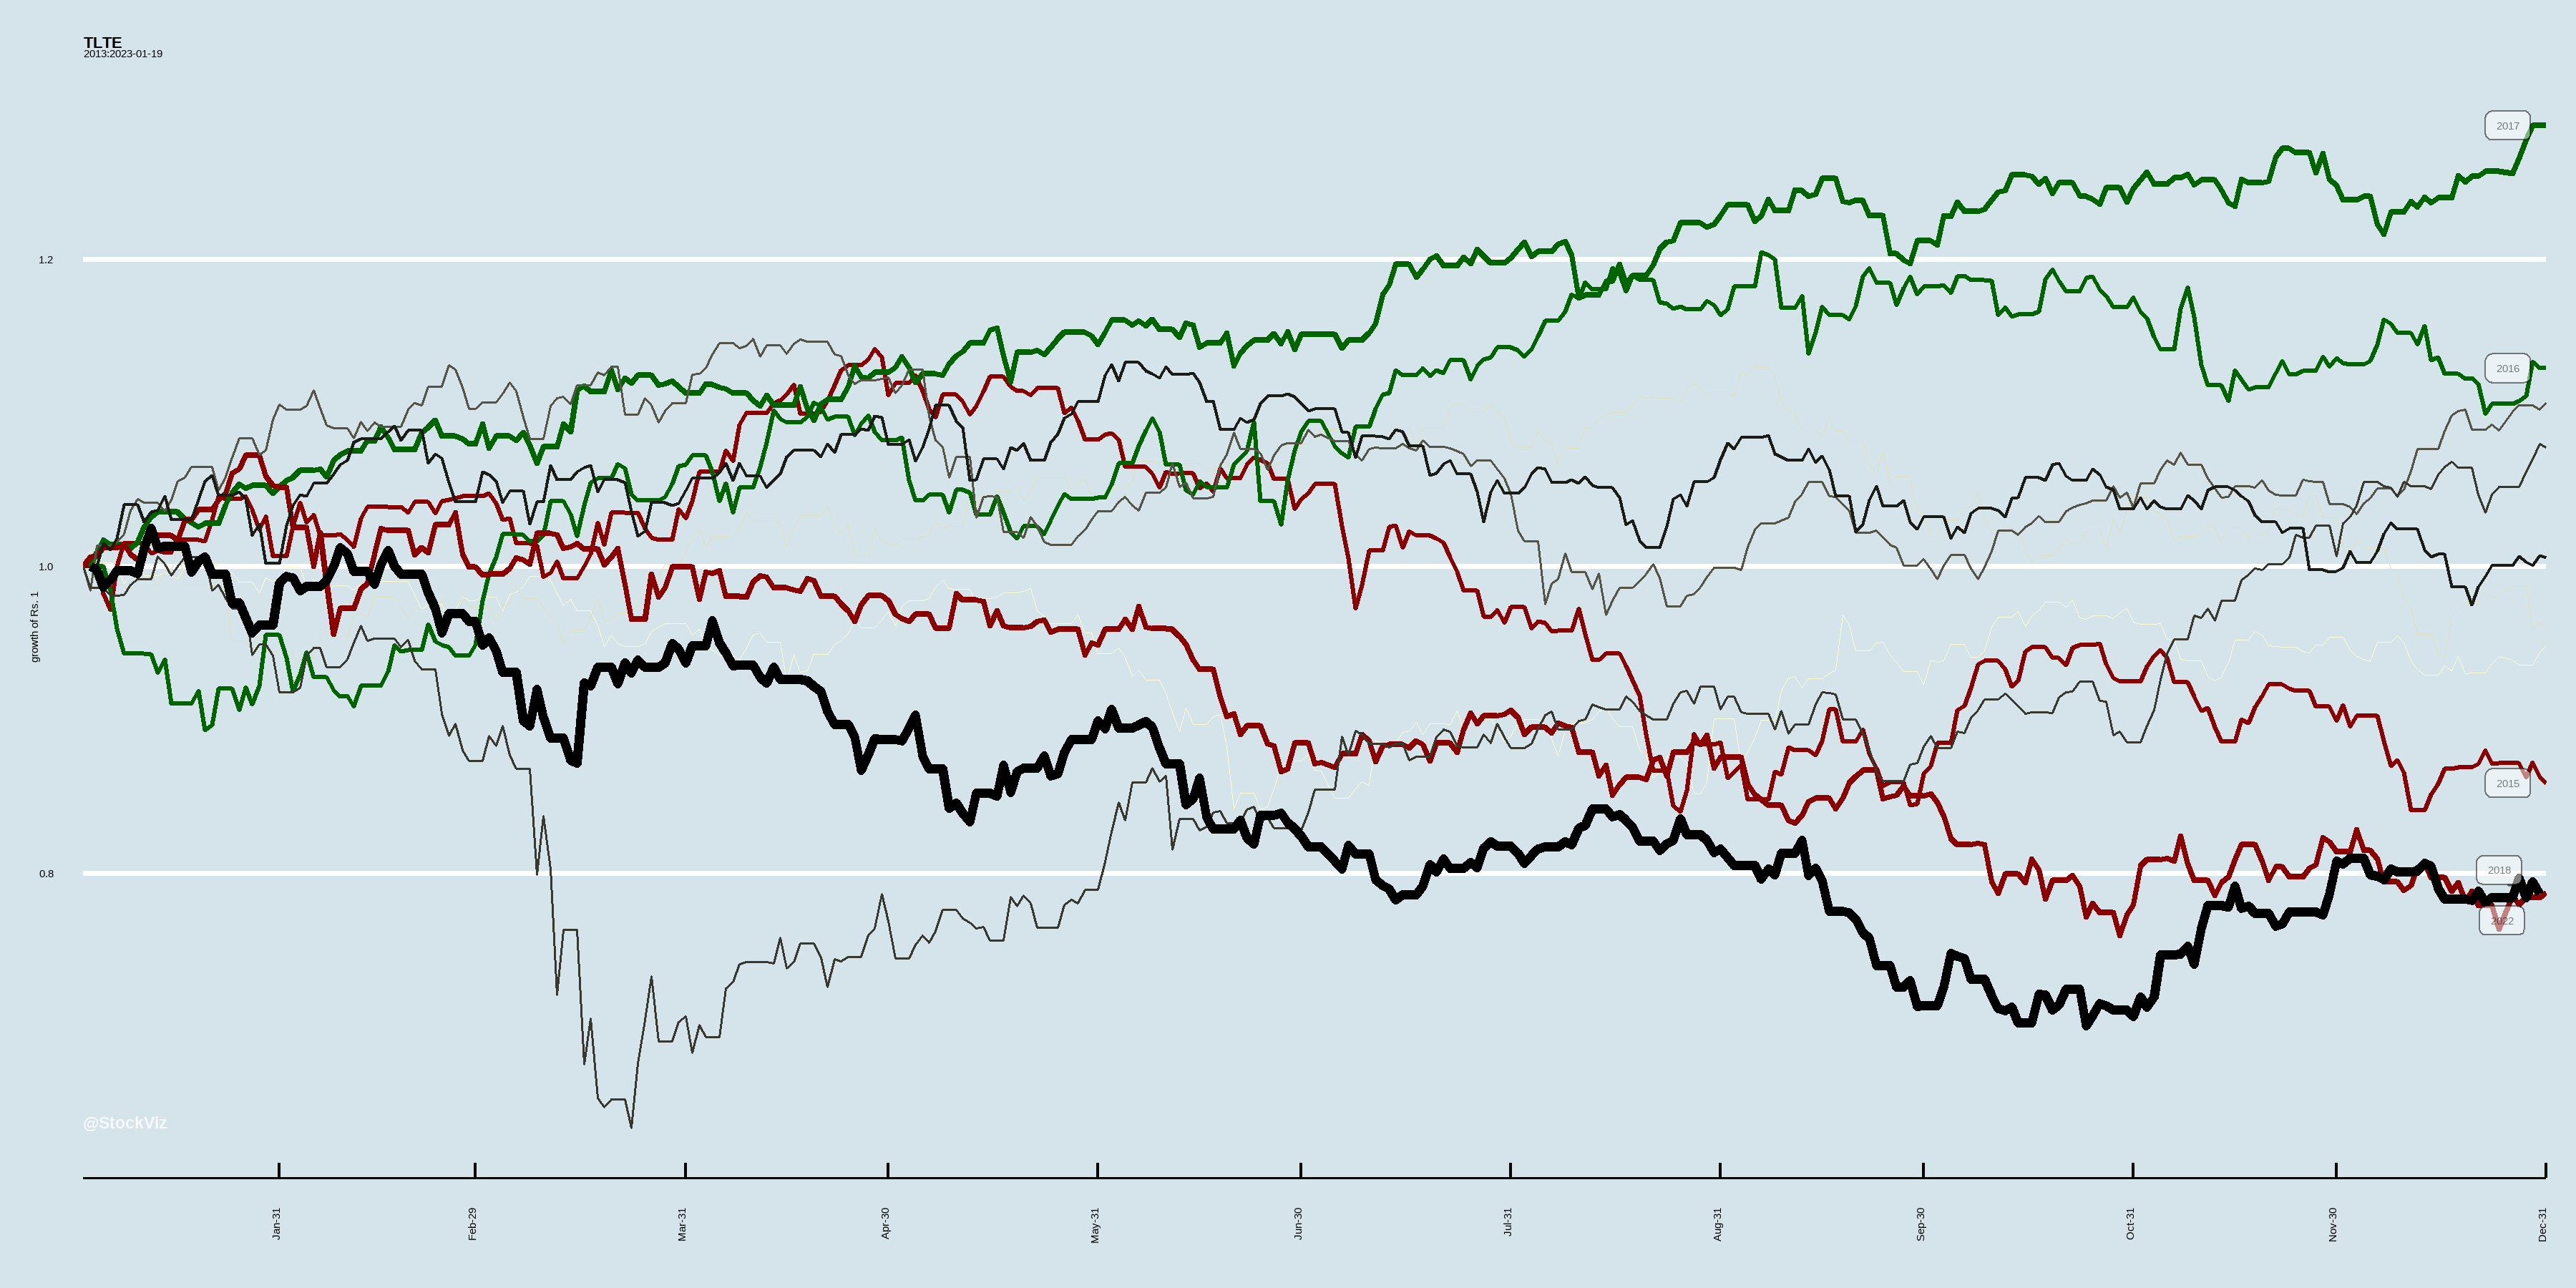 TLTE
2013:2023-01-19
2017
1.2
2016
1.0
growth of Rs. 1
2015
0.8
2018
2022
@StockViz
Jan-31
Feb-29
Mar-31
Apr-30
May-31
Jun-30
Jul-31
Aug-31
Sep-30
Oct-31
Nov-30
Dec-31